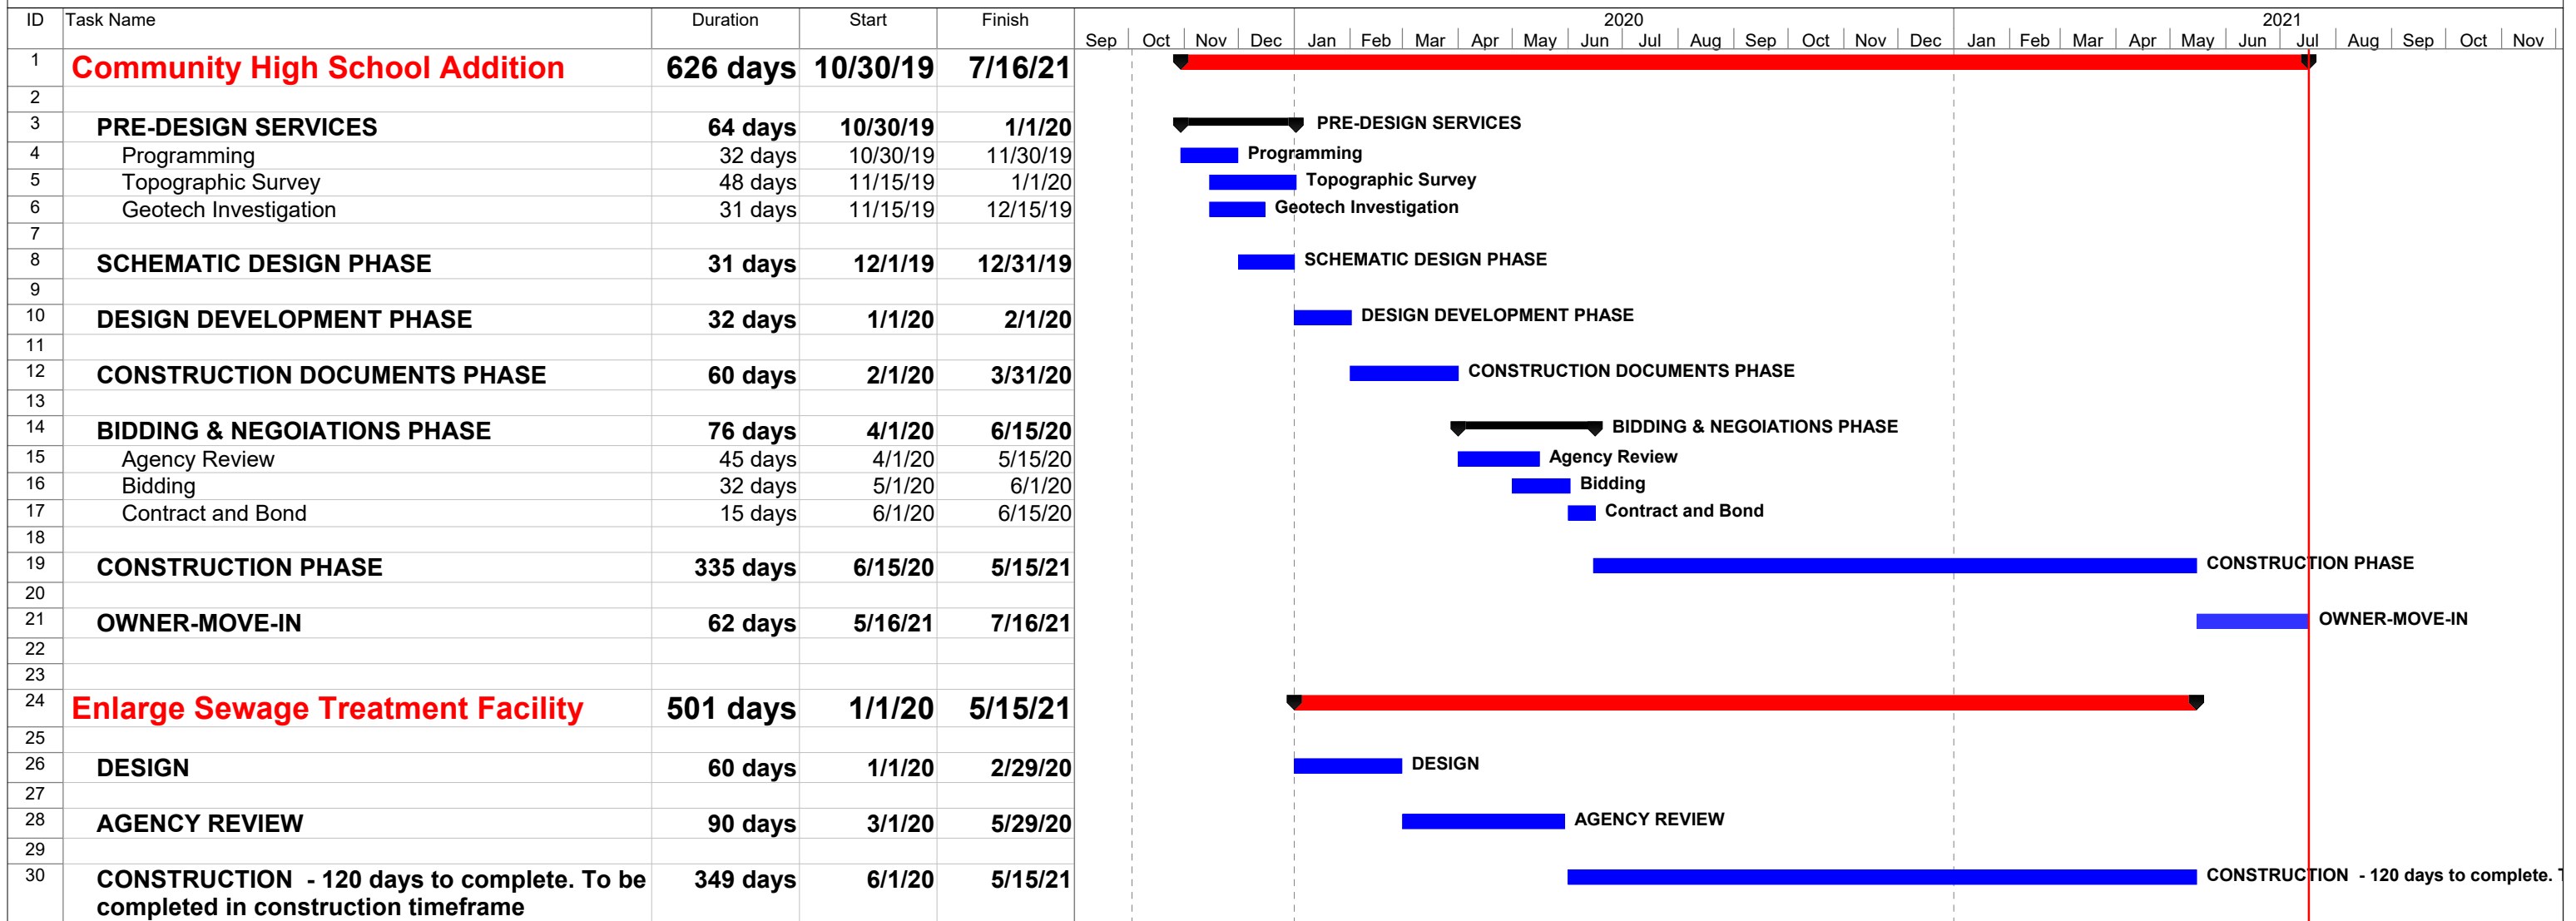 ID Task Name Duration Start Finish 2020 2021
Sep Oct Nov Dec Jan Feb Mar Apr May Jun Jul Aug Sep Oct Nov Dec Jan Feb Mar Apr May Jun Jul Aug Sep Oct Nov
1 Community High School Addition 626 days 10/30/19 7/16/21
2
3 PRE-DESIGN SERVICES 64 days 10/30/19 1/1/20 PRE-DESIGN SERVICES
4 Programming 32 days 10/30/19 11/30/19 Programming
5 Topographic Survey 48 days 11/15/19 1/1/20 Topographic Survey
6 Geotech Investigation 31 days 11/15/19 12/15/19 Geotech Investigation
7
8 SCHEMATIC DESIGN PHASE 31 days 12/1/19 12/31/19 SCHEMATIC DESIGN PHASE
9
10 DESIGN DEVELOPMENT PHASE 32 days 1/1/20 2/1/20 DESIGN DEVELOPMENT PHASE
11
12 CONSTRUCTION DOCUMENTS PHASE 60 days 2/1/20 3/31/20 CONSTRUCTION DOCUMENTS PHASE
13
14 BIDDING & NEGOIATIONS PHASE 76 days 4/1/20 6/15/20 BIDDING & NEGOIATIONS PHASE
15 Agency Review 45 days 4/1/20 5/15/20 Agency Review
16 Bidding 32 days 5/1/20 6/1/20 Bidding
17 Contract and Bond 15 days 6/1/20 6/15/20 Contract and Bond
18
19 CONSTRUCTION PHASE 335 days 6/15/20 5/15/21 CONSTRUCTION PHASE
20
21 OWNER-MOVE-IN 62 days 5/16/21 7/16/21 OWNER-MOVE-IN
22
23
24 Enlarge Sewage Treatment Facility 501 days 1/1/20 5/15/21
25
26 DESIGN 60 days 1/1/20 2/29/20 DESIGN
27
28 AGENCY REVIEW 90 days 3/1/20 5/29/20 AGENCY REVIEW
29
30 CONSTRUCTION - 120 days to complete. To be 349 days 6/1/20 5/15/21 CONSTRUCTION - 120 days to complete.
completed in construction timeframe